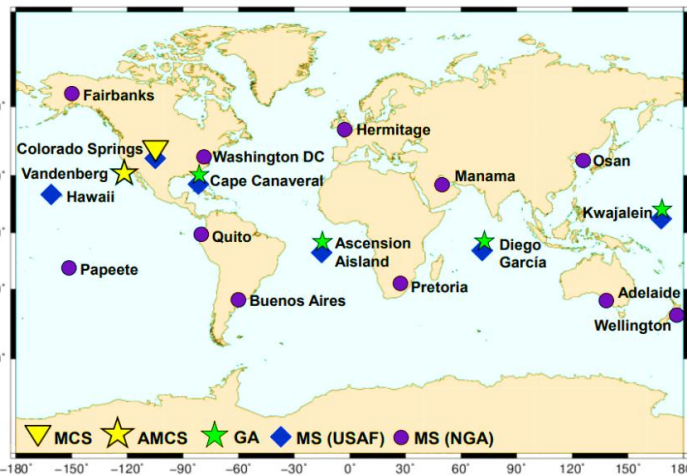 Fairbanks
Hermitage
Colorado Springs
Washington DC
Osan
Vandenberg
Cape Canaveral
Manama
Hawaii
Kwajalein
Quito
Ascension
Aisland
Diego
García
Papeete
Pretoria
Buenos Aires
Adelaide
Wellington
MCS AMCS GA MS (USAF) MS (NGA)
−180 −150 −120 −90 −60 −30 0° 30 60 90 120 150 180